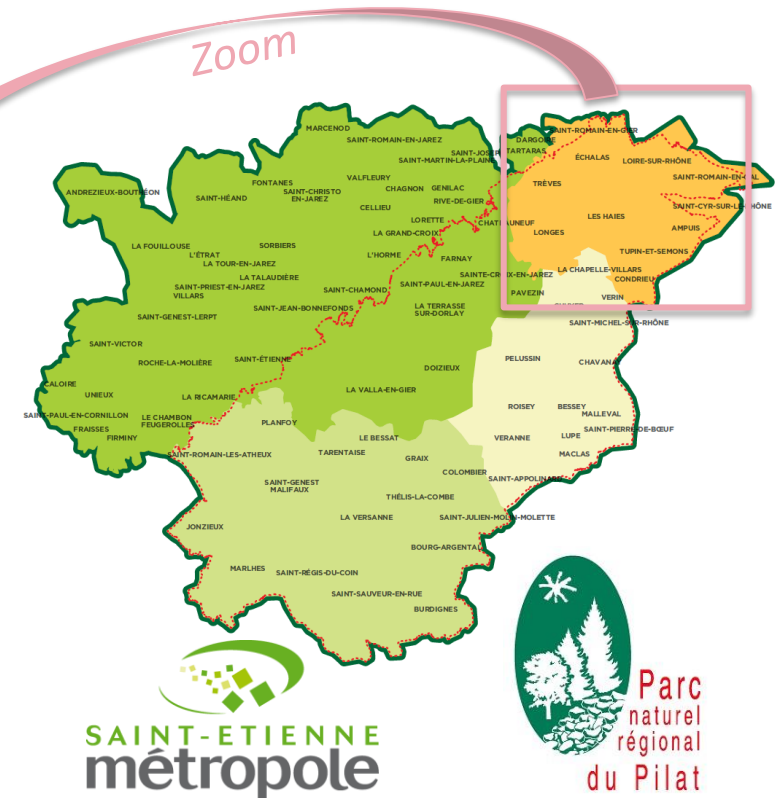 Zoom
MARCENOD
SAINT-ROMAIN-EN-GIER
DARGOIRE
SAINT-ROMAIN-EN-JAREZ
SAINT-JOSEPH
TARTARAS
ÉCHALAS
LOIRE-SUR-RHÔNE
SAINT-MARTIN-LA-PLAINE
SAINT-ROMAIN-EN-GAL
VALFLEURY
FONTANES
TRÈVES
ANDREZIEUX-BOUTHÉON
SAINT-HÉAND
SAINT-CHRISTO
EN-JAREZ
CHAGNON
GENILAC
RIVE-DE-GIER
CELLIEU
SAINT-CYR-SUR-LE-RHÔNE
LORETTE
CHATEAUNEUF
LES HAIES
AMPUIS
LA GRAND-CROIX
LONGES
LA FOUILLOUSE
SORBIERS
L'ÉTRAT
L'HORME
FARNAY
TUPIN-ET-SEMONS
LA TOUR-EN-JAREZ
LA TALAUDIÈRE
SAINTE-CROIX-EN-JAREZ
LA CHAPELLE-VILLARS
CONDRIEU
SAINT-PRIEST-EN-JAREZ
VILLARS
SAINT-CHAMOND
SAINT-PAUL-EN-JAREZ
PAVEZIN
VERIN
SAINT-JEAN-BONNEFONDS
LA TERRASSE
SUR-DORLAY
SAINT-GENEST-LERPT
SAINT-MICHEL-SUR-RHÔNE
SAINT-VICTOR
SAINT-ÉTIENNE
PELUSSIN
CHAVANAY
ROCHE-LA-MOLIÈRE
DOIZIEUX
CALOIRE
UNIEUX
LA RICAMARIE
LA VALLA-EN-GIER
ROISEY
BESSEY
MALLEVAL
SAINT-PAUL-EN-CORNILLON
LE CHAMBON
FEUGEROLLES
PLANFOY
FRAISSES
FIRMINY
LE BESSAT
VERANNE
LUPE
SAINT-PIERRE-DE-BŒUF
SAINT-ROMAIN-LES-ATHEUX
TARENTAISE
GRAIX
MACLAS
COLOMBIER
SAINT-APPOLINARD
SAINT-GENEST
MALIFAUX
THÉLIS-LA-COMBE
JONZIEUX
LA VERSANNE
SAINT-JULIEN-MOLIN-MOLETTE
BOURG-ARGENTAL
MARLHES
SAINT-RÉGIS-DU-COIN
SAINT-SAUVEUR-EN-RUE
BURDIGNES
SAINT-ETIENNE
métropole
Parc
naturel
régional
du Pilat